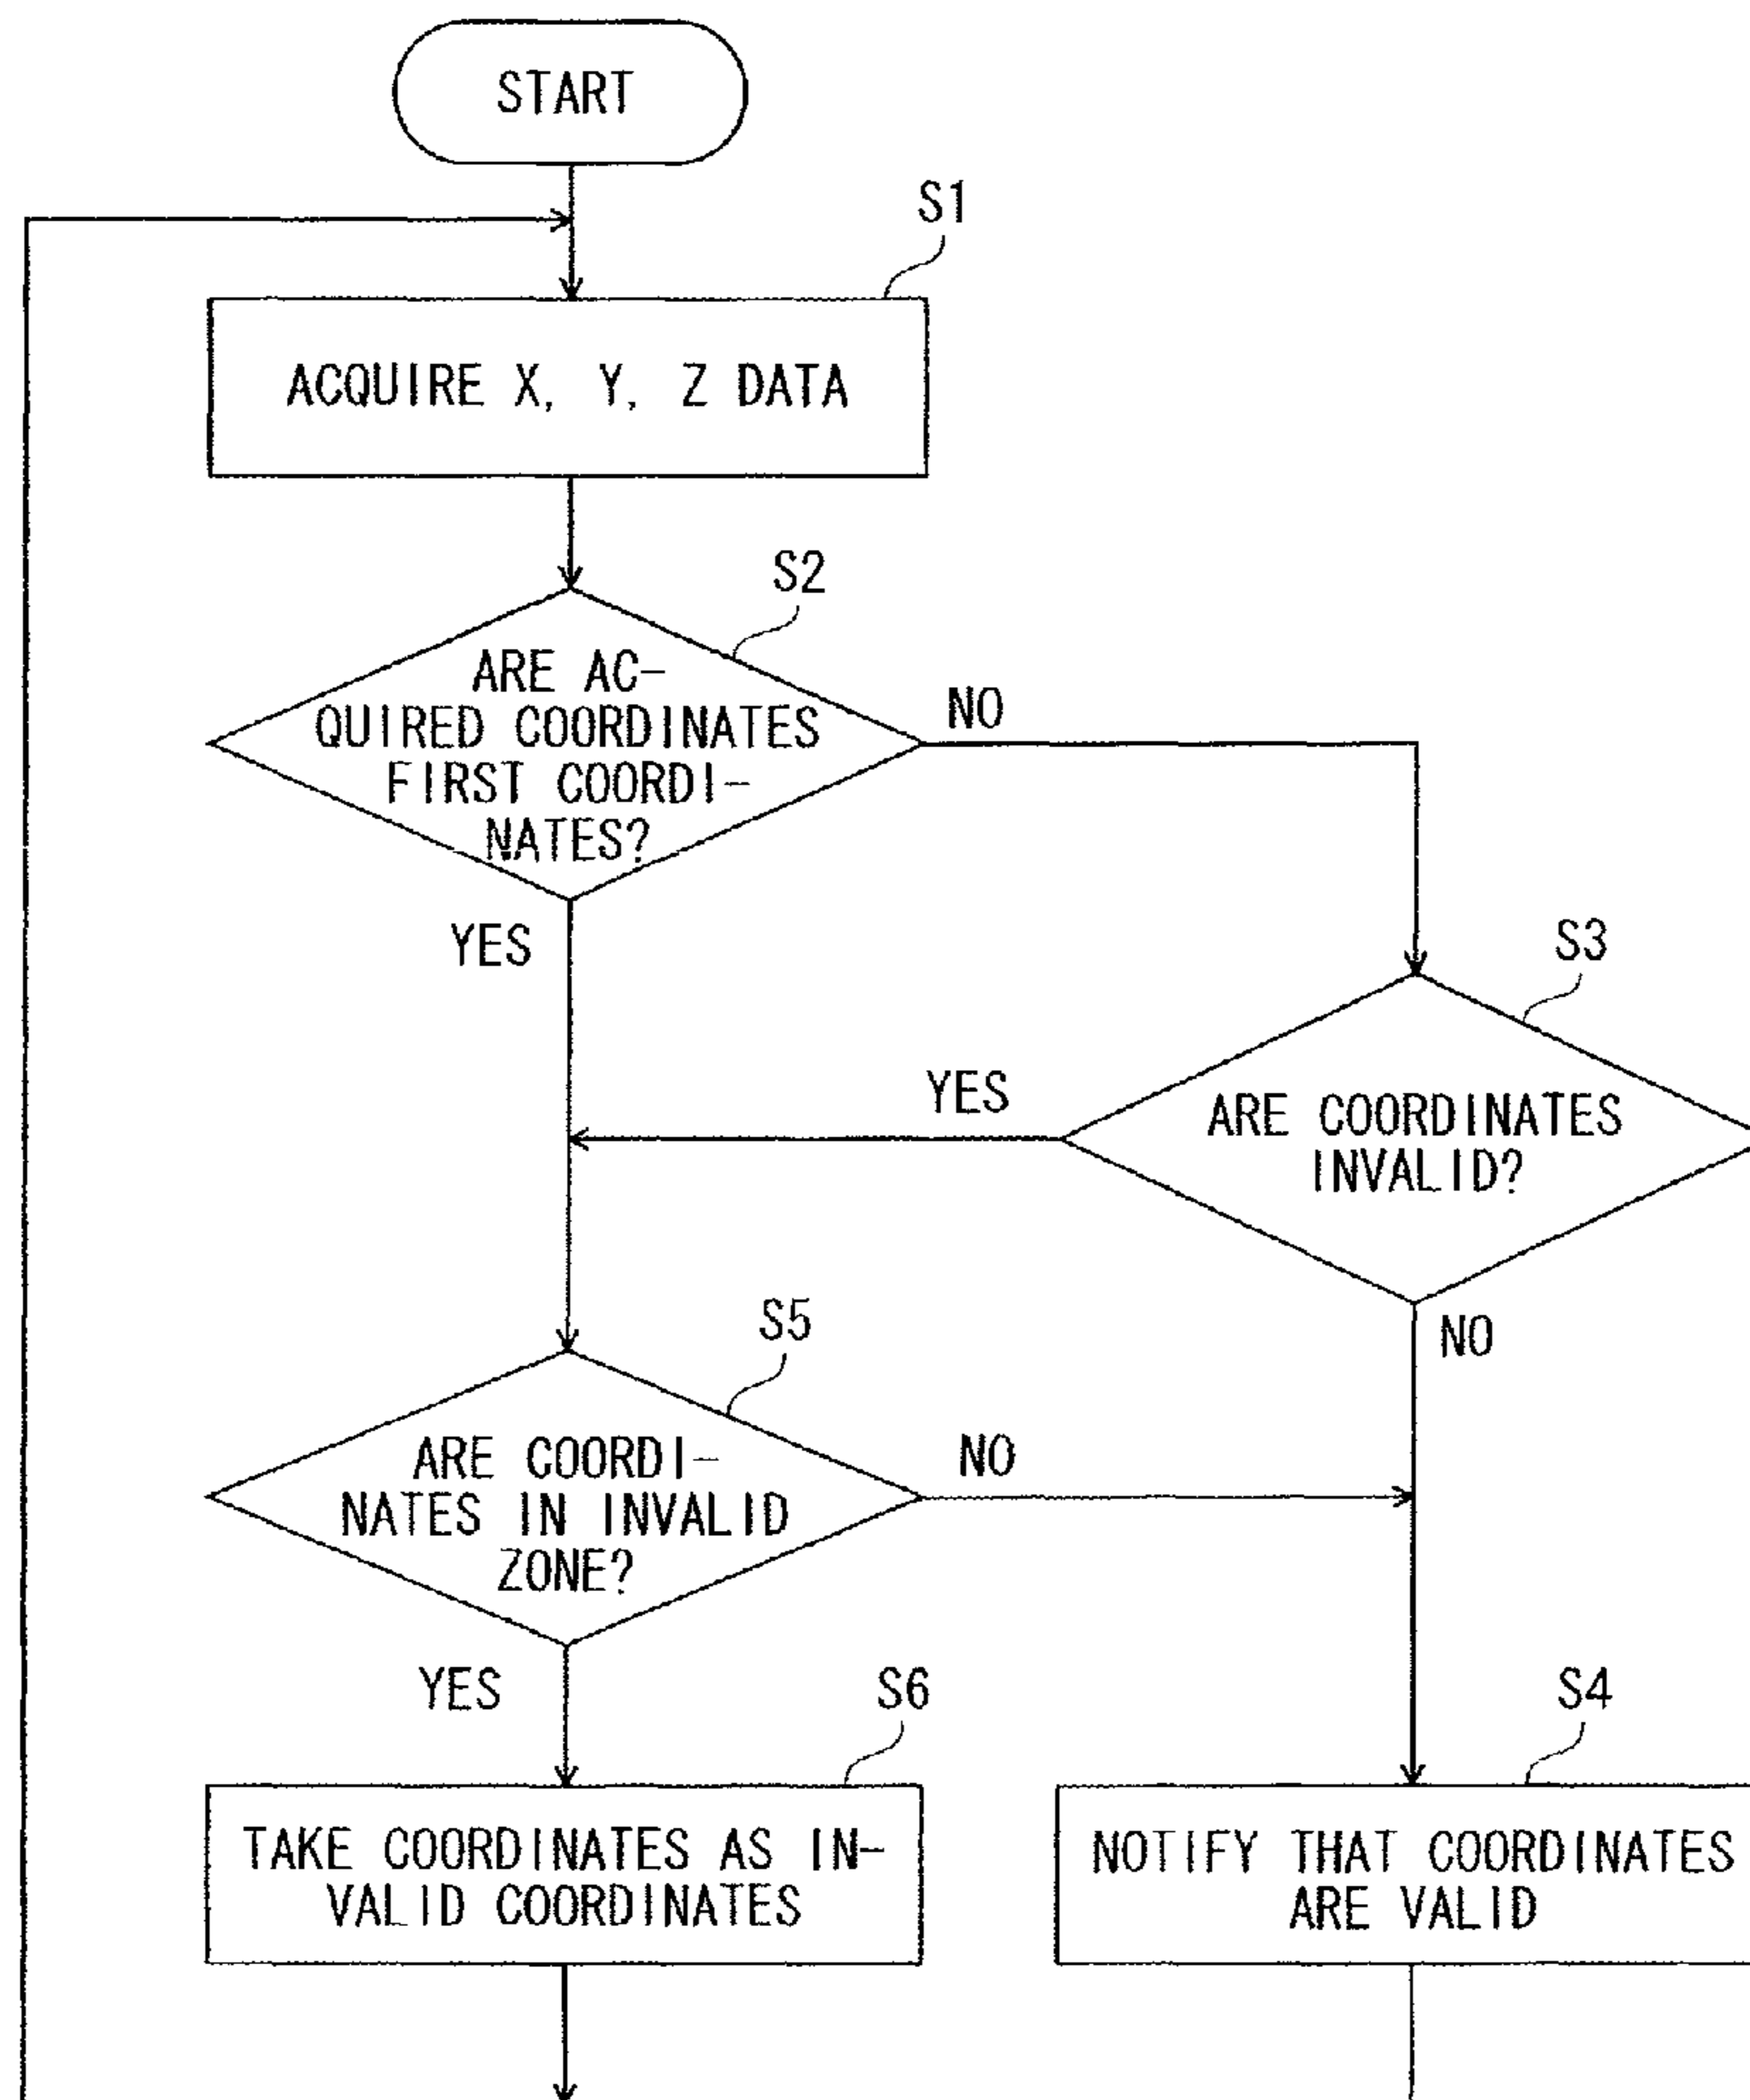 START
S1
ACQUIRE X, Y, Z DATA
S2
ARE AC-
QUIRED COORDINATES
FIRST COORDI-
NATES?
NO
YES
S3
ARE COORDINATES
INVALID?
YES
NO
S5
ARE COORDI-
NATES IN INVALID
ZONE?
NO
YES
S6
TAKE COORDINATES AS IN-
VALID COORDINATES
S4
NOTIFY THAT COORDINATES
ARE VALID